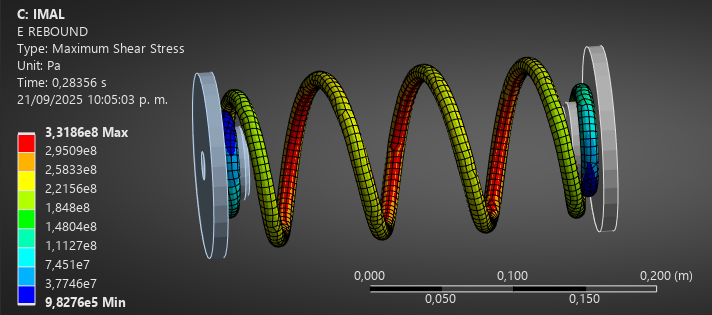 C: IMAL
E REBOUND
Type: Maximum Shear Stress
Unit: Pa
Time: 0,28356 s
21/09/2025 10:05:03 p. m.
3,3186e8 Max
2,9509e8
2,5833e8
2,2156e8
1,848e8
1,4804e8
1,1127e8
7,451e7
3,7746e7
9,8276e5 Min
0,000 0,100 0,200 (m)
0,050 0,150